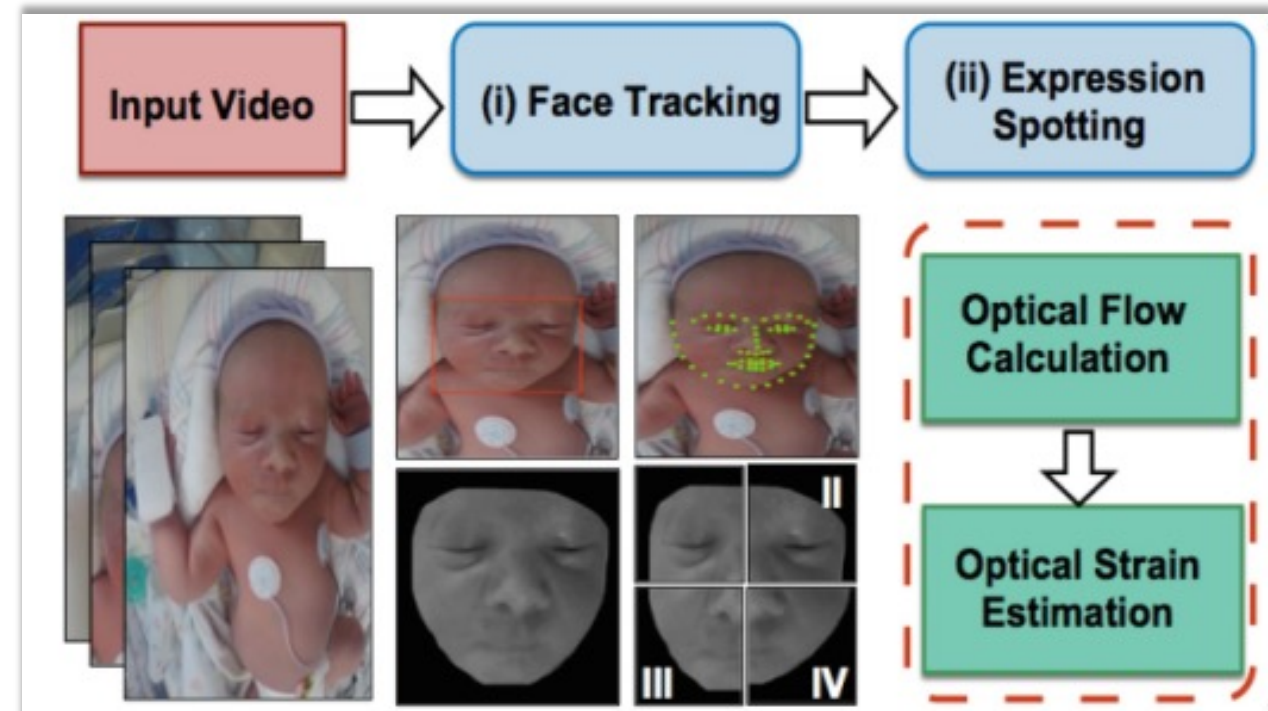 Input Video
(i) Face Tracking
(ii) Expression
Spotting
Optical Flow
Calculation
II
Optical Strain
Estimation
III
IV